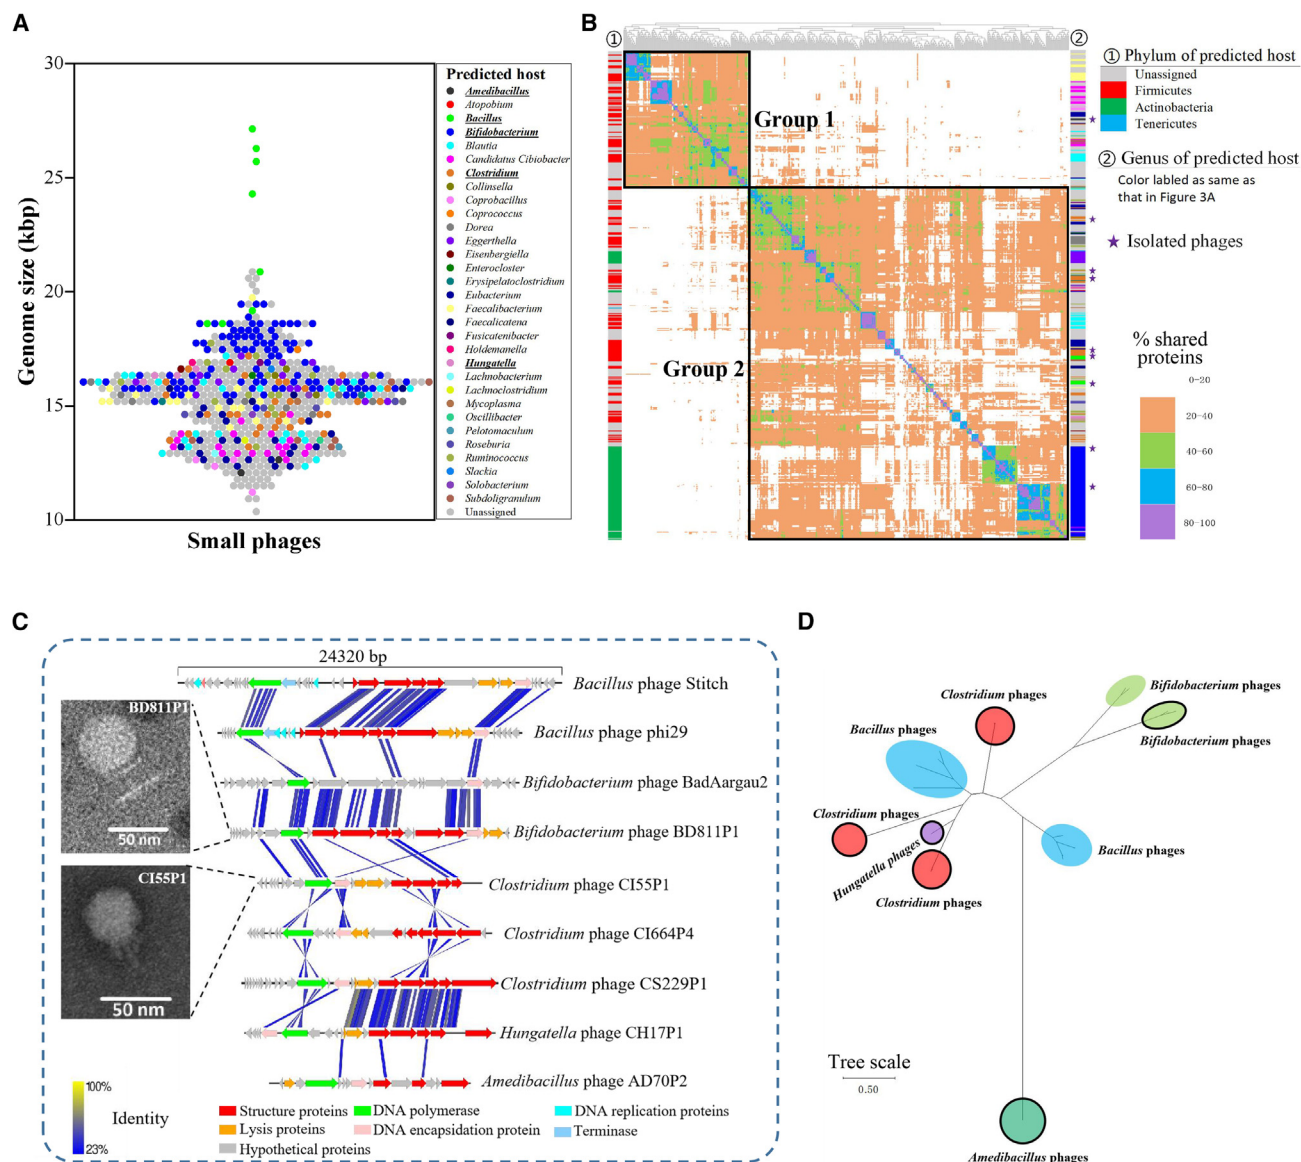 A
30
25
20
15
10
Genome size (kbp)
Small phages
Predicted host
Amedibacillus
Atopobium
Bacillus
Bifidobacterium
Blautia
Candidatus Cibiobacter
Clostridium
Collinsella
Coprobacillus
Coprococcus
Dorea
Eggerthella
Eisenbergiella
Enterocloster
Erysipelatoclostridium
Eubacterium
Faecalibacterium
Faecalicatena
Fusicatenibacter
Holdemanella
Hungatella
Lachnobacterium
Lachnoclostridium
Mycoplasma
Oscillibacter
Pelotomaculum
Roseburia
Ruminococcus
Slackia
Solobacterium
Subdoligranulum
Unassigned
B
①
②
Group 1
Group 2
① Phylum of predicted host
Unassigned
Firmicutes
Actinobacteria
Tenericutes
② Genus of predicted host
Color labled as same as
that in Figure 3A
★ Isolated phages
% shared
proteins
0-20
20-40
40-60
60-80
80-100
C
24320 bp
Bacillus phage Stitch
Bacillus phage phi29
Bifidobacterium phage BadAargau2
Bifidobacterium phage BD811P1
Clostridium phage CI55P1
Clostridium phage CI664P4
Clostridium phage CS229P1
Hungatella phage CH17P1
Amedibacillus phage AD70P2
BD811P1
50 nm
CI55P1
50 nm
100%
23%
Identity
Structure proteins
DNA polymerase
DNA replication proteins
Lysis proteins
DNA encapsidation protein
Terminase
Hypothetical proteins
D
Clostridium phages
Bifidobacterium phages
Bifidobacterium phages
Bacillus phages
Clostridium phages
Hungatella phages
Clostridium phages
Bacillus phages
Tree scale
0.50
Amedibacillus phages